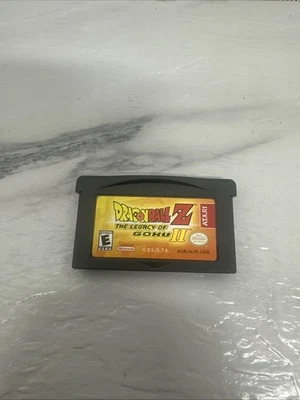 DRAGON BALL Z
THE LEGACY OF
GOKU II
ATARI
E
Nintendo